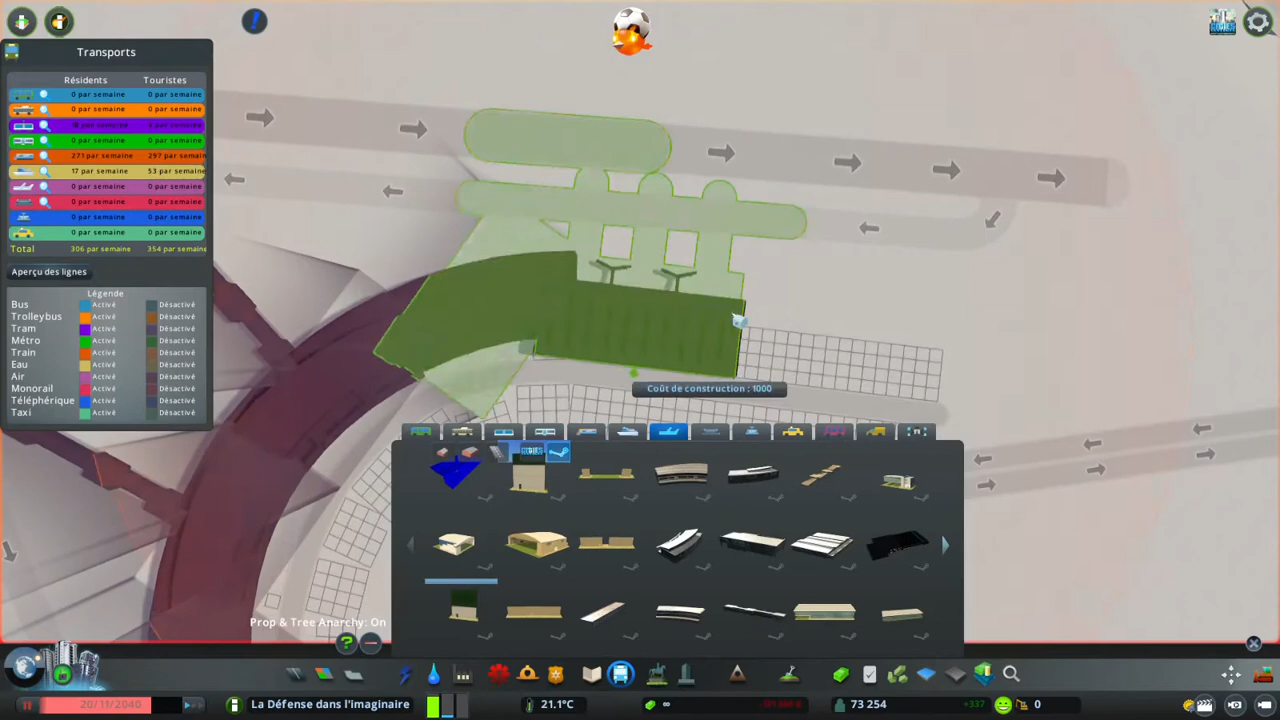 Transports
Résidents Touristes
0 par semaine 0 par semaine
0 par semaine 0 par semaine
0 par semaine 0 par semaine
271 par semaine 297 par semaine
17 par semaine 53 par semaine
0 par semaine 0 par semaine
0 par semaine 0 par semaine
0 par semaine 0 par semaine
0 par semaine 0 par semaine
Total 306 par semaine 354 par semaine
Aperçu des lignes
Légende
Bus Activé Désactivé
Trolleybus Activé Désactivé
Tram Activé Désactivé
Métro Activé Désactivé
Train Activé Désactivé
Eau Activé Désactivé
Air Activé Désactivé
Monorail Activé Désactivé
Téléphérique Activé Désactivé
Taxi Activé Désactivé
Coût de construction : 1000
Prop & Tree Anarchy: On
20/11/2040
La Défense dans l'imaginaire
21.1°C
∞
73 254
+337
0